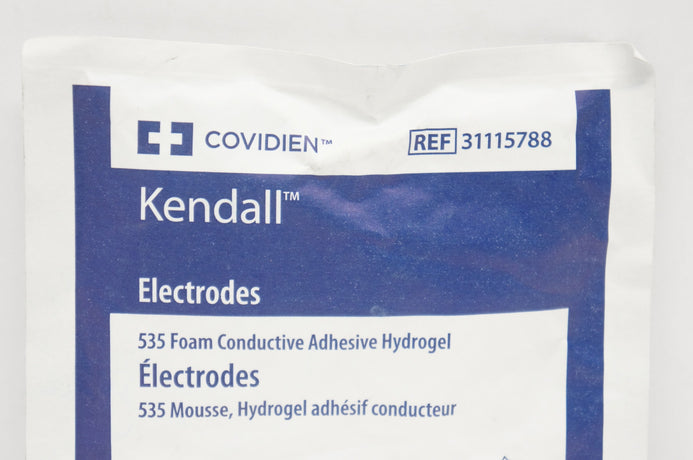 COVIDIEN™
REF 31115788
Kendall™
Electrodes
535 Foam Conductive Adhesive Hydrogel
Électrodes
535 Mousse, Hydrogel adhésif conducteur